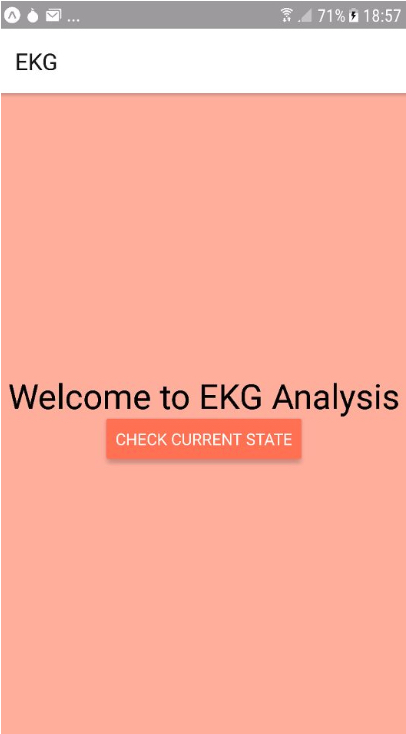 ... 71% 18:57
EKG
Welcome to EKG Analysis
CHECK CURRENT STATE